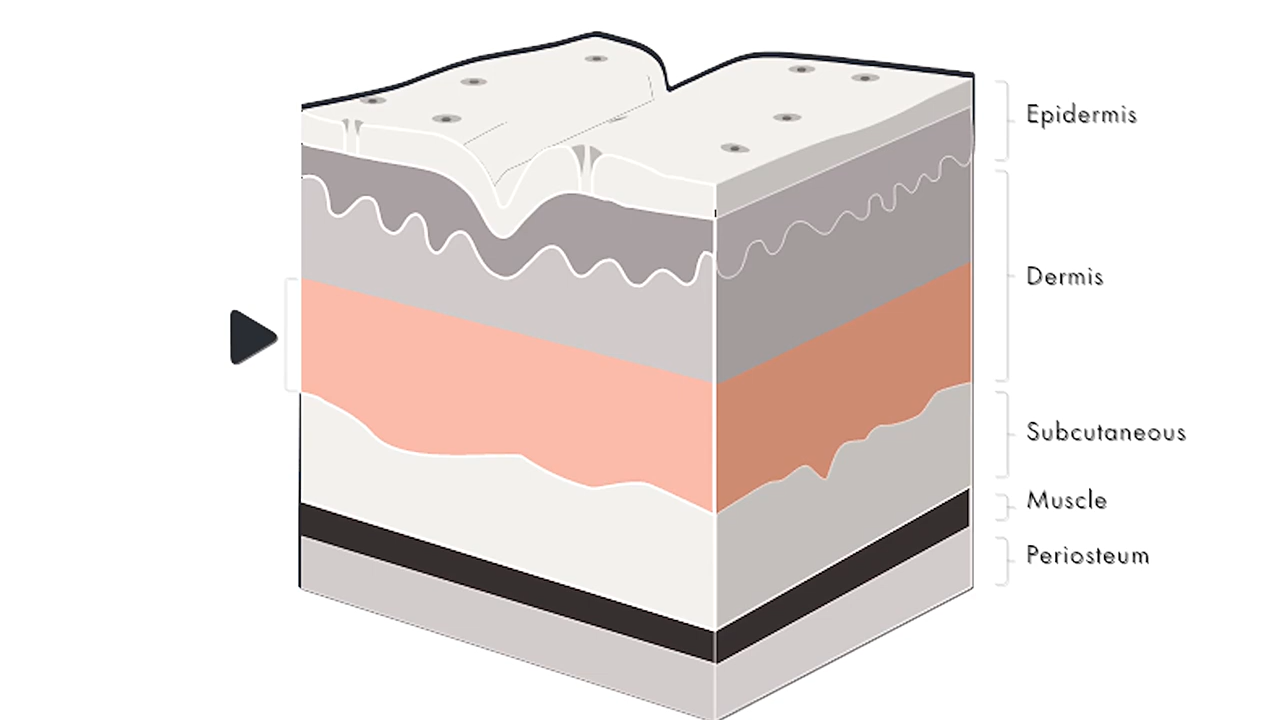 Epidermis
Dermis
Subcutaneous
Muscle
Periosteum